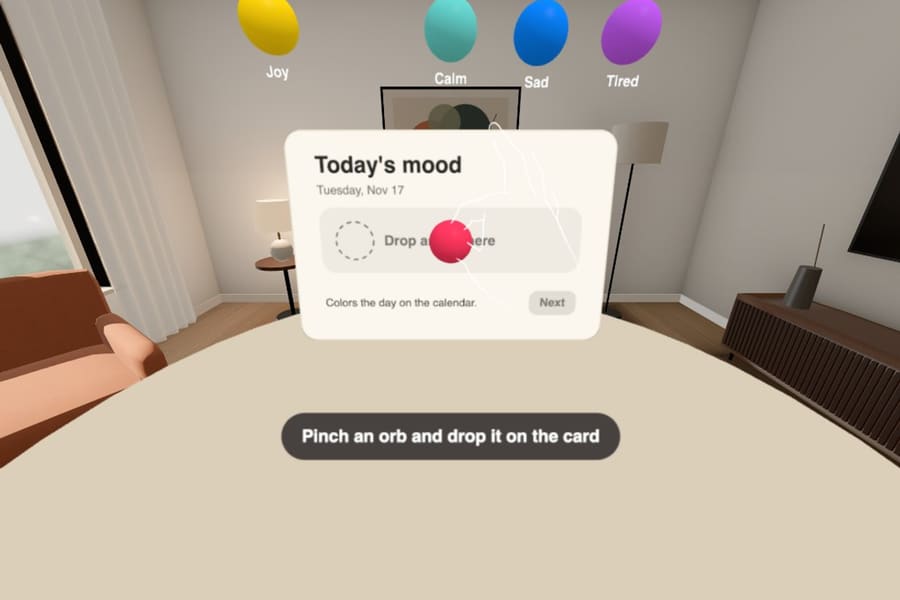 Joy
Calm
Sad
Tired
Today's mood
Tuesday, Nov 17
Drop a
Colors the day on the calendar.
Next
Pinch an orb and drop it on the card